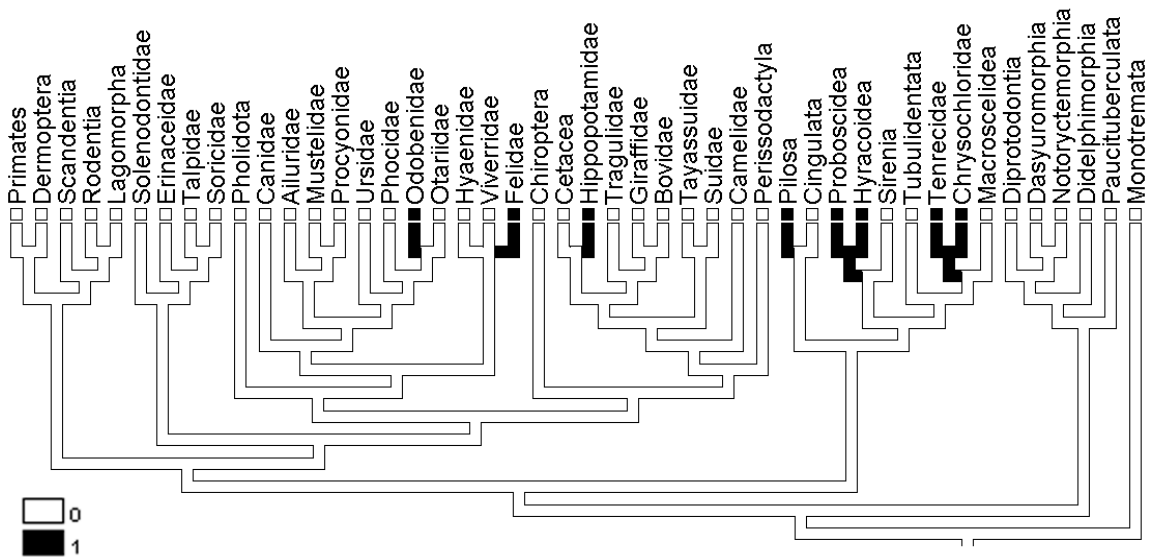 Primates
Dermoptera
Scandentia
Rodentia
Lagomorpha
Solenodontidae
Erinaceidae
Talpidae
Soricidae
Pholidota
Canidae
Ailuridae
Mustelidae
Procyonidae
Ursidae
Phocidae
Odobenidae
Otariidae
Hyaenidae
Viverridae
Felidae
Chiroptera
Cetacea
Hippopotamidae
Tragulidae
Giraffidae
Bovidae
Tayassuidae
Suidae
Camelidae
Perissodactyla
Pilosa
Cingulata
Proboscidea
Hyracoidea
Sirenia
Tubulidentata
Tenrecidae
Chrysochloridae
Macroscelidea
Diprotodontia
Dasyuromorphia
Notoryctemorphia
Didelphimorphia
Paucituberculata
Monotremata
0
1